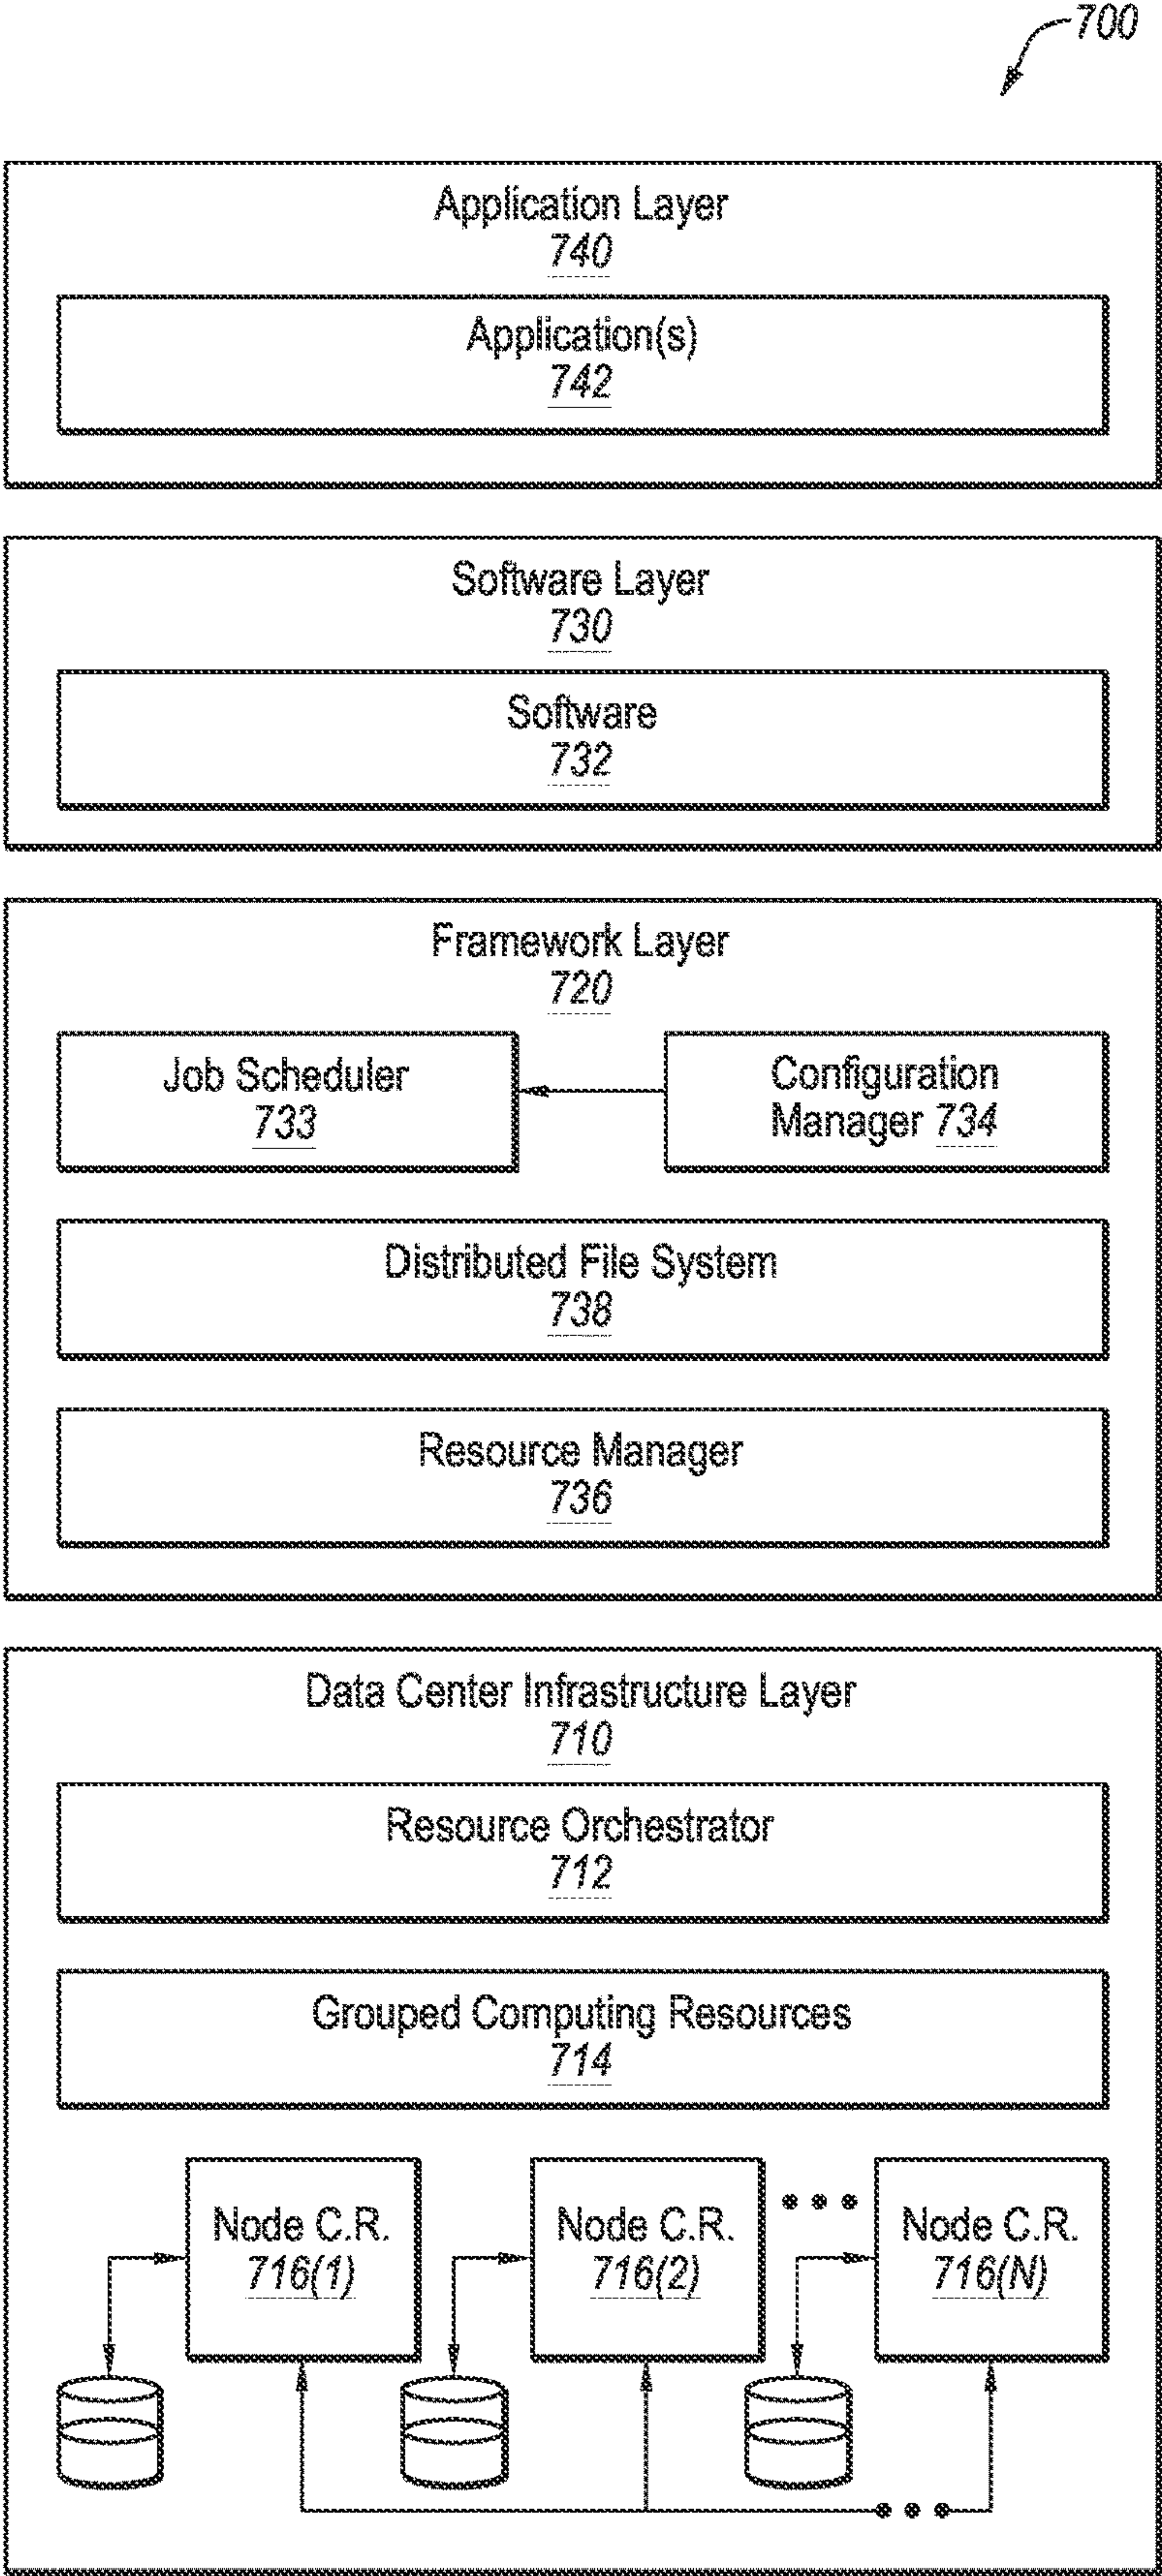 700
Application Layer
740
Application(s)
742
Software Layer
730
Software
732
Framework Layer
720
Job Scheduler
733
Configuration
Manager 734
Distributed File System
738
Resource Manager
736
Data Center Infrastructure Layer
710
Resource Orchestrator
712
Grouped Computing Resources
714
Node C.R.
716(1)
Node C.R.
716(2)
Node C.R.
716(N)